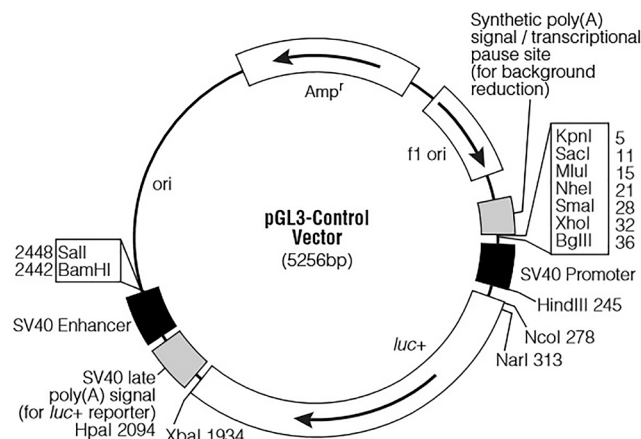 Synthetic poly(A)
signal / transcriptional
pause site
(for background
reduction)
Ampʳ
f1 ori
KpnI 5
SacI 11
MluI 15
NheI 21
SmaI 28
XhoI 32
BglII 36
ori
pGL3-Control
Vector
(5256bp)
2448 SalI
2442 BamHI
SV40 Promoter
HindIII 245
NcoI 278
NarI 313
luc+
SV40 Enhancer
SV40 late
poly(A) signal
(for luc+ reporter)
HpaI 2094
XbaI 1934